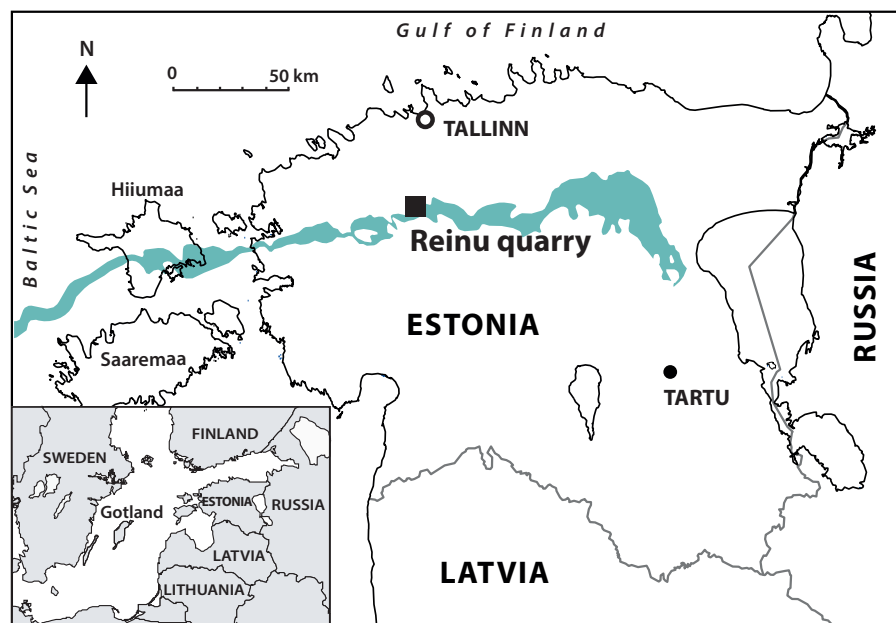 Gulf of Finland
N
0 50 km
TALLINN
Baltic Sea
Hiiumaa
Reinu quarry
RUSSIA
ESTONIA
Saaremaa
TARTU
LATVIA
FINLAND
SWEDEN
ESTONIA
RUSSIA
Gotland
LATVIA
LITHUANIA